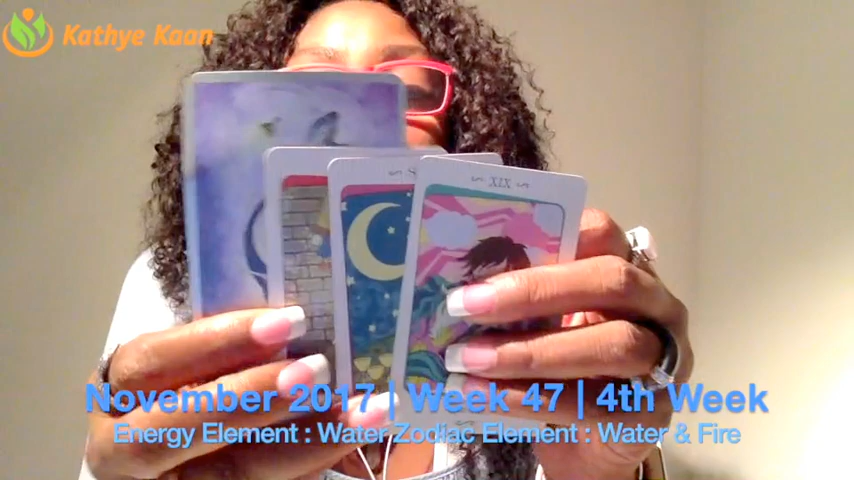 Kathye Kaan
~ XIX ~
November 2017 | Week 47 | 4th Week
Energy Element : Water Zodiac Element : Water & Fire